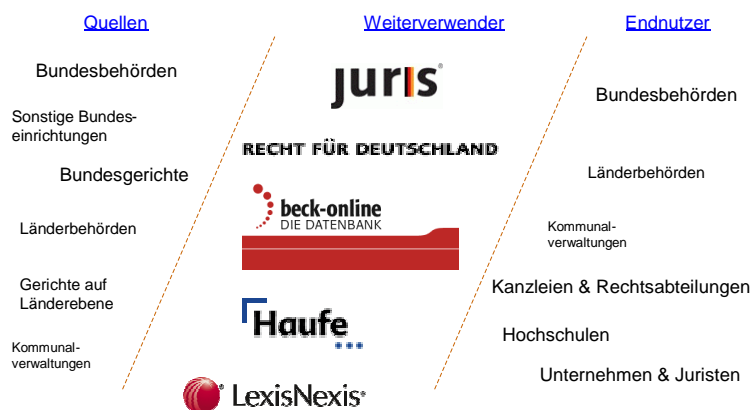 Quellen
Weiterverwender
Endnutzer
Bundesbehörden
Sonstige Bundes-
einrichtungen
Bundesgerichte
Länderbehörden
Gerichte auf
Länderebene
Kommunal-
verwaltungen
juris®
RECHT FÜR DEUTSCHLAND
beck-online
DIE DATENBANK
Haufe
LexisNexis®
Bundesbehörden
Länderbehörden
Kommunal-
verwaltungen
Kanzleien & Rechtsabteilungen
Hochschulen
Unternehmen & Juristen